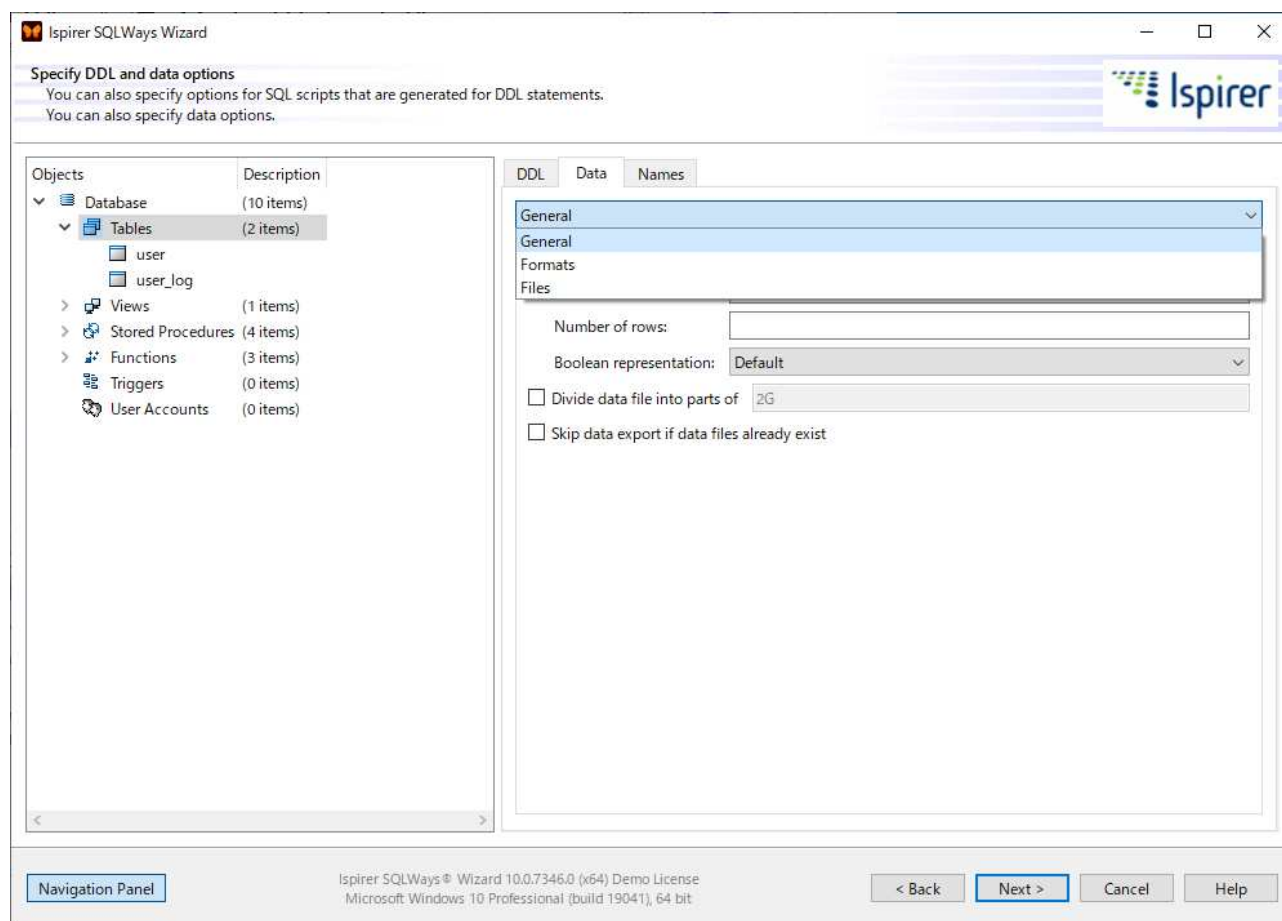 Ispirer SQLWays Wizard
Specify DDL and data options
You can also specify options for SQL scripts that are generated for DDL statements.
You can also specify data options.
Ispirer
Objects Description
Database (10 items)
Tables (2 items)
user
user_log
Views (1 items)
Stored Procedures (4 items)
Functions (3 items)
Triggers (0 items)
User Accounts (0 items)
DDL Data Names
General
General
Formats
Files
Number of rows:
Boolean representation: Default
Divide data file into parts of 2G
Skip data export if data files already exist
Navigation Panel
Ispirer SQLWays® Wizard 10.0.7346.0 (x64) Demo License
Microsoft Windows 10 Professional (build 19041), 64 bit
< Back Next > Cancel Help